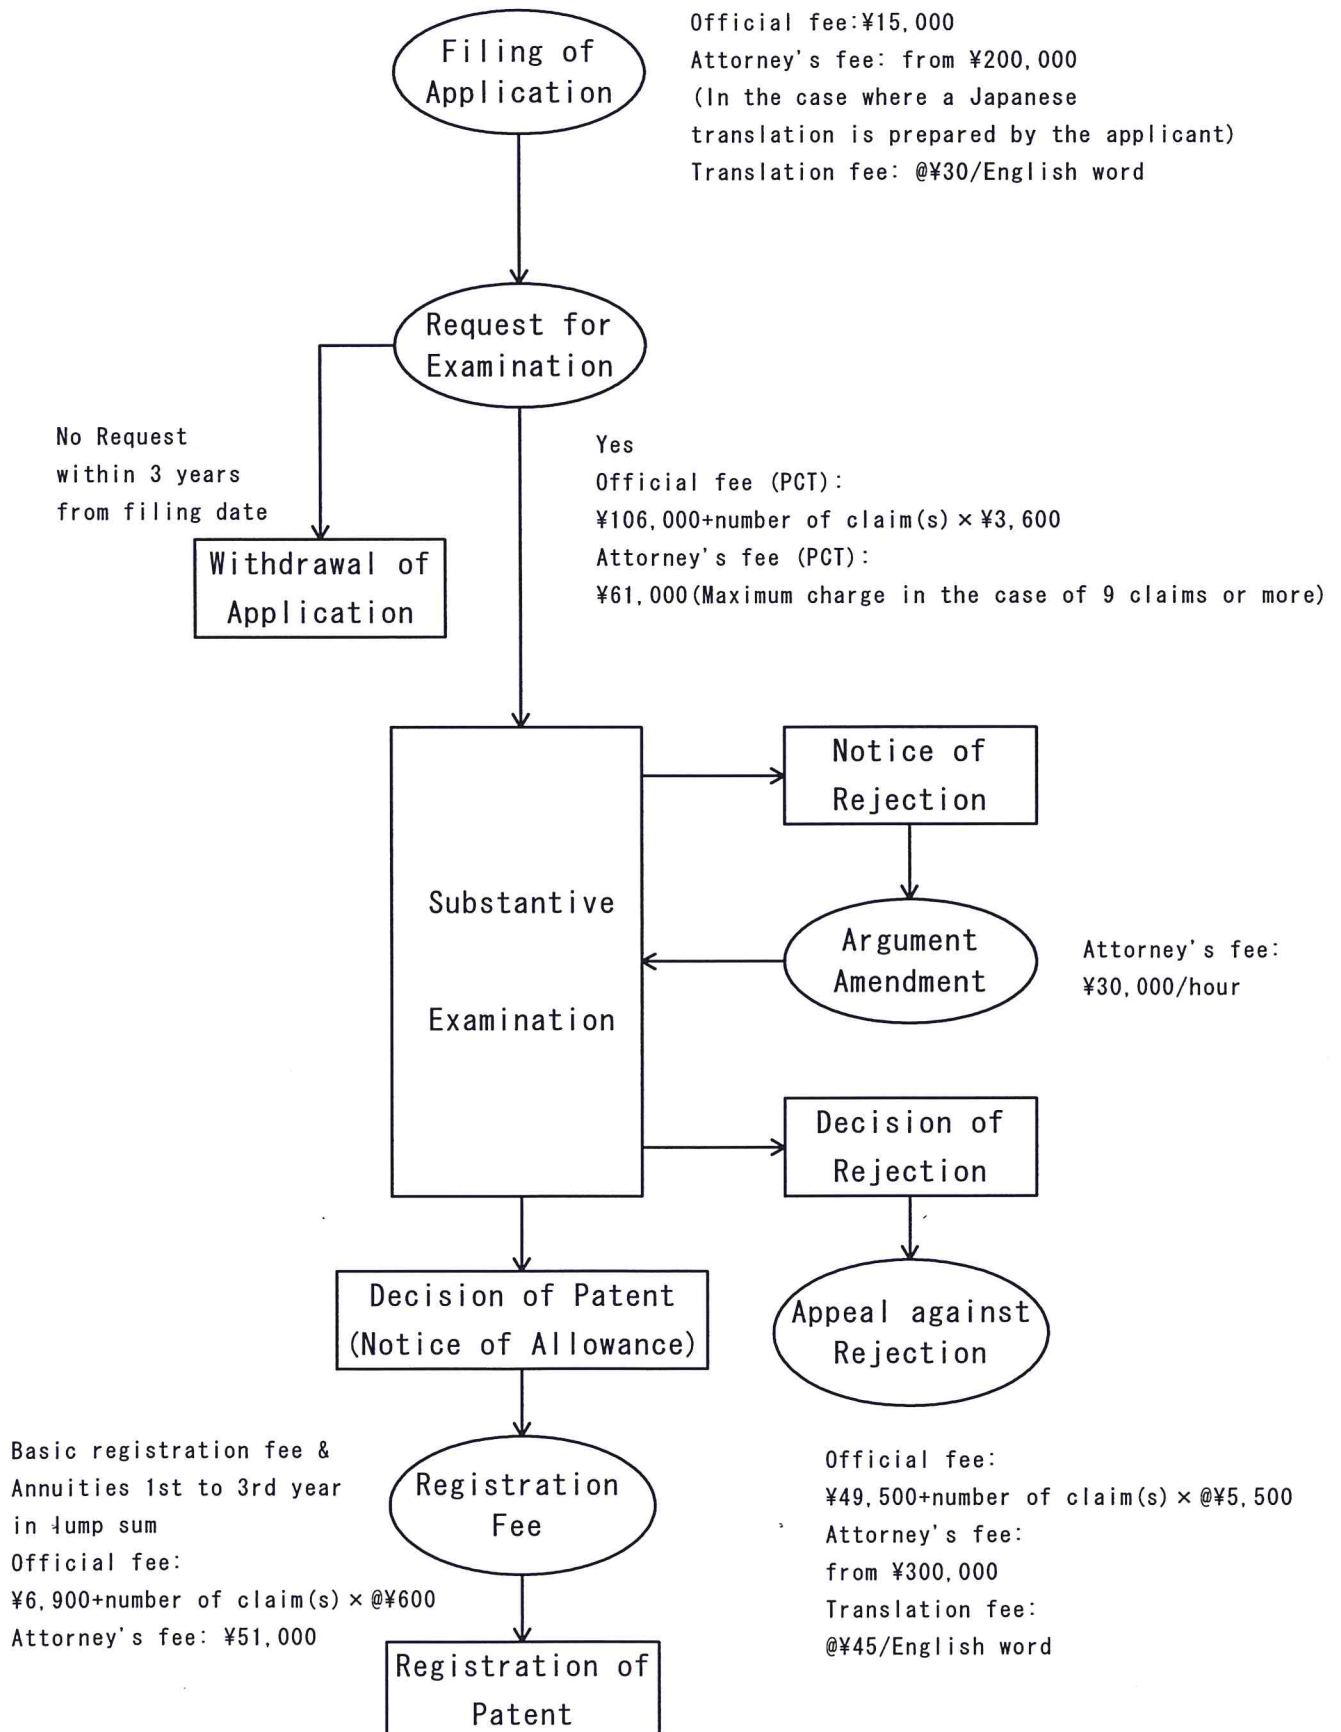 Filing of
Application
Official fee:¥15,000
Attorney's fee: from ¥200,000
(In the case where a Japanese
translation is prepared by the applicant)
Translation fee: @¥30/English word
Request for
Examination
No Request
within 3 years
from filing date
Withdrawal of
Application
Yes
Official fee (PCT):
¥106,000+number of claim(s)×¥3,600
Attorney's fee (PCT):
¥61,000(Maximum charge in the case of 9 claims or more)
Substantive
Examination
Notice of
Rejection
Argument
Amendment
Attorney's fee:
¥30,000/hour
Decision of
Rejection
Appeal against
Rejection
Official fee:
¥49,500+number of claim(s)×@¥5,500
Attorney's fee:
from ¥300,000
Translation fee:
@¥45/English word
Decision of Patent
(Notice of Allowance)
Basic registration fee &
Annuities 1st to 3rd year
in lump sum
Official fee:
¥6,900+number of claim(s)×@¥600
Attorney's fee: ¥51,000
Registration
Fee
Registration of
Patent